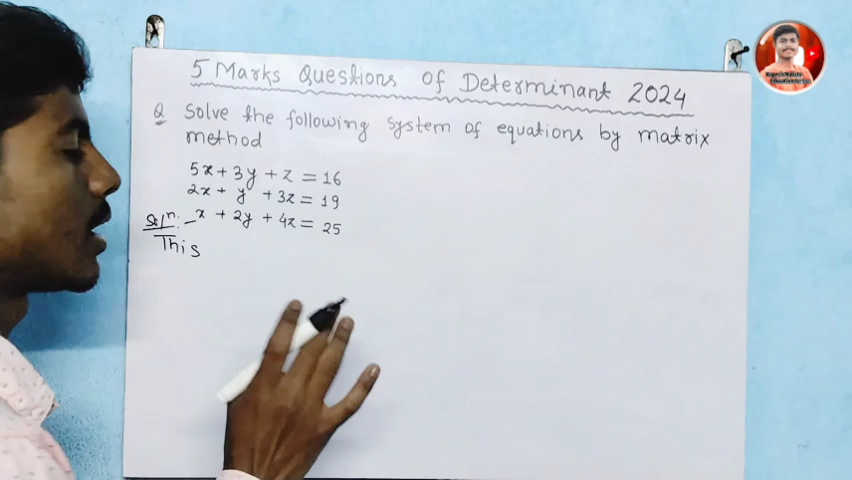 5 Marks Questions of Determinant 2024
Q Solve the following system of equations by matrix
method
5x + 3y + z = 16
2x + y + 3z = 19
x + 2y + 4z = 25
Sol^n:-
This